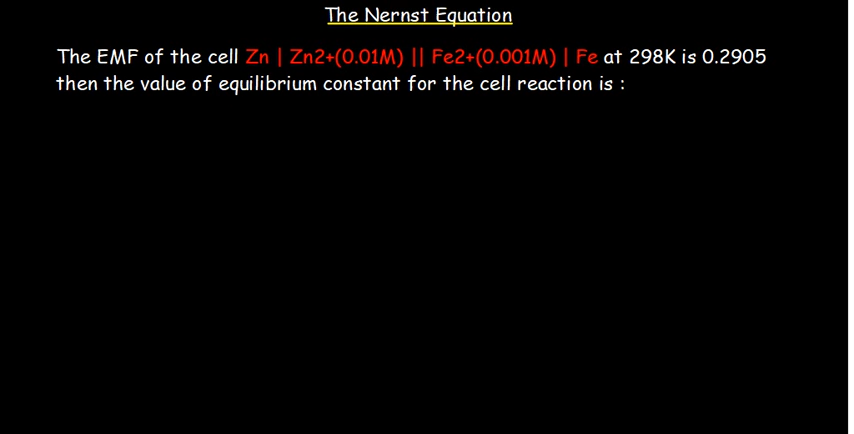 The Nernst Equation
The EMF of the cell Zn | Zn2+(0.01M) || Fe2+(0.001M) | Fe at 298K is 0.2905
then the value of equilibrium constant for the cell reaction is :